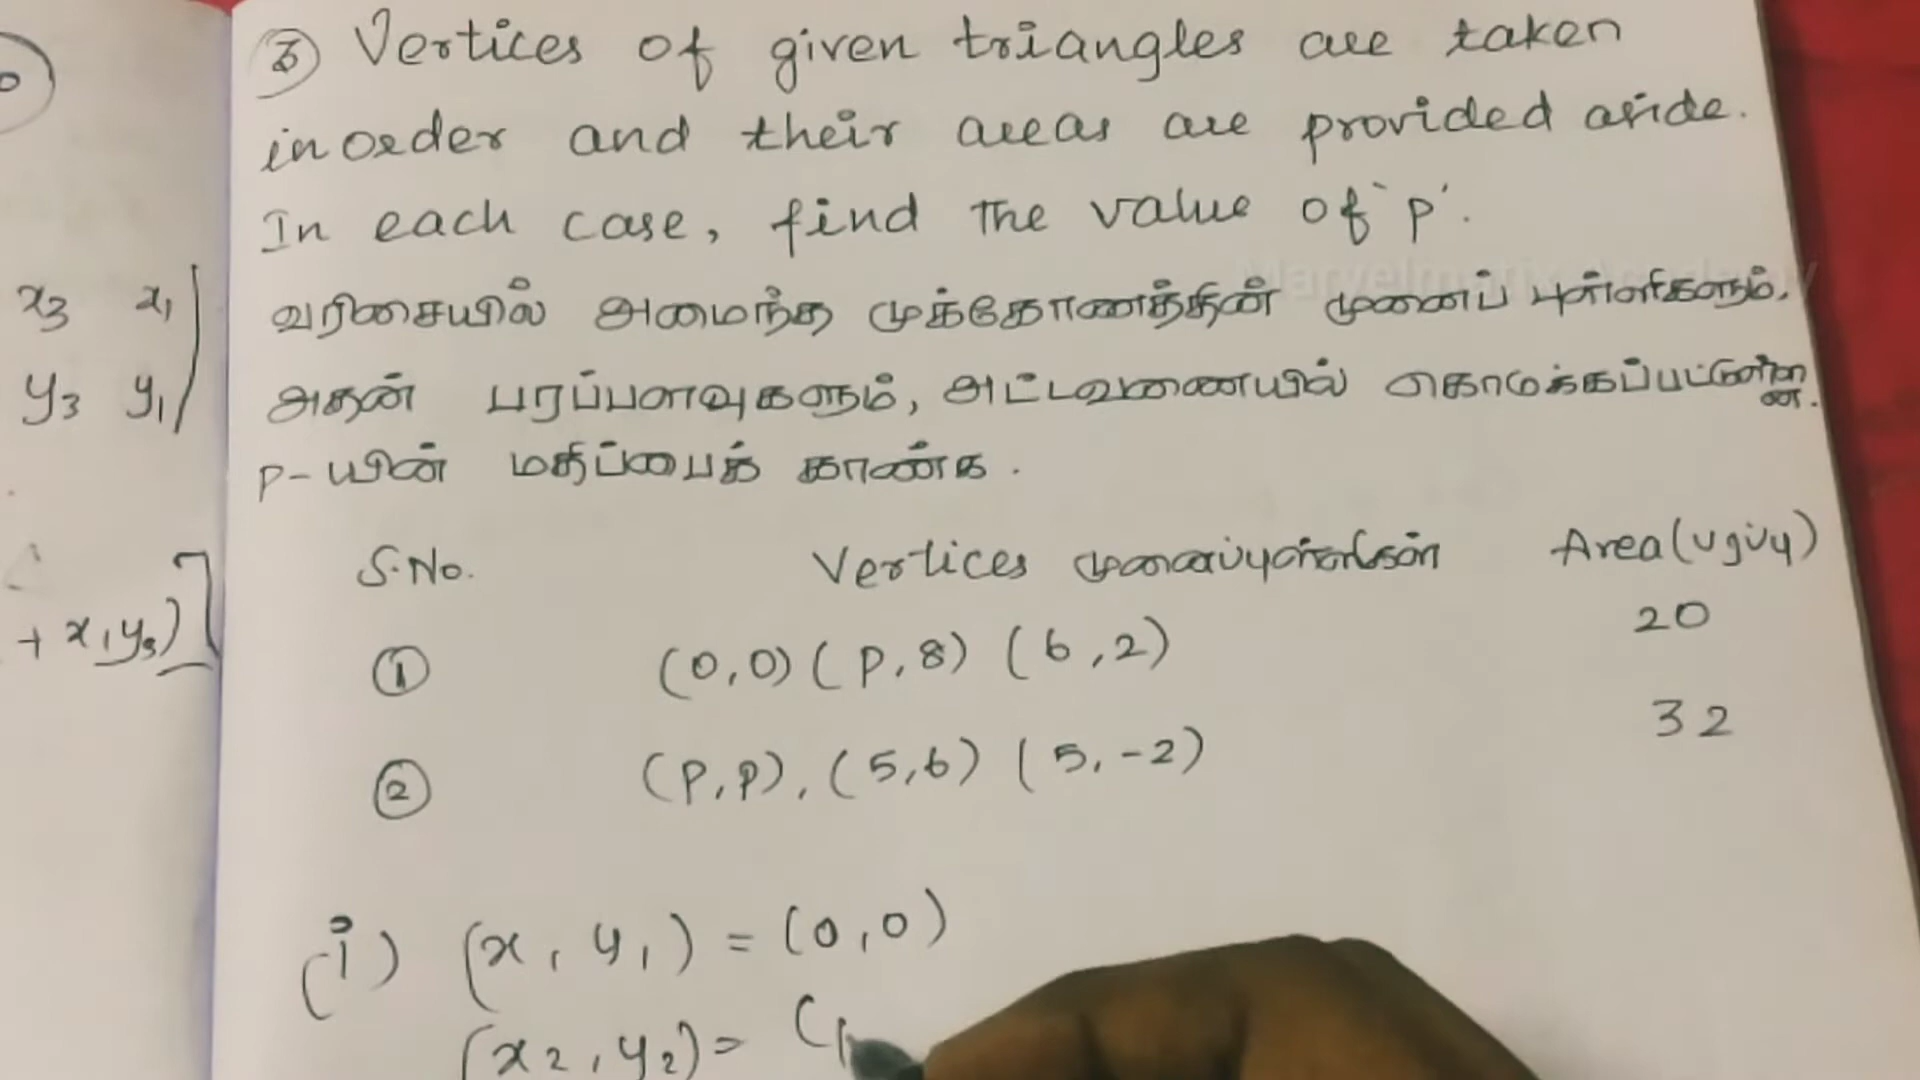 x3 x1
y3 y1
+ x1y3)]
③ Vertices of given triangles are taken
in order and their areas are provided aside.
In each case, find the value of 'p'.
வரிசையில் அமைந்த முக்கோணத்தின் முனைப் புள்ளிகளும்,
அதன் பரப்பளவுகளும், அட்டவணையில் கொடுக்கப்பட்டுள்ளன.
P-யின் மதிப்பைக் காண்க.
S.No. Vertices முனைப்புள்ளிகள் Area(பரப்பு)
① (0,0) (P,8) (6,2) 20
② (P,P), (5,6) (5,-2) 32
(i) (x1 y1) = (0,0)
(x2, y2) = (